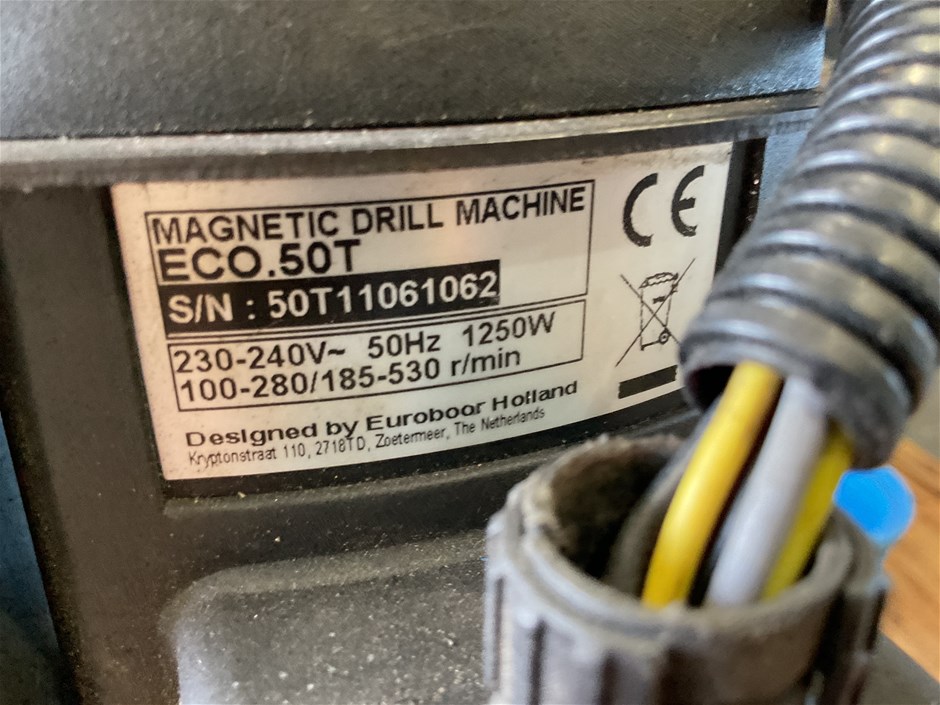 MAGNETIC DRILL MACHINE
ECO.50T
S/N : 50T11061062
230-240V~ 50Hz 1250W
100-280/185-530 r/min
Designed by Euroboor Holland
Kryptonstraat 110, 2718TD, Zoetermeer, The Netherlands
CE